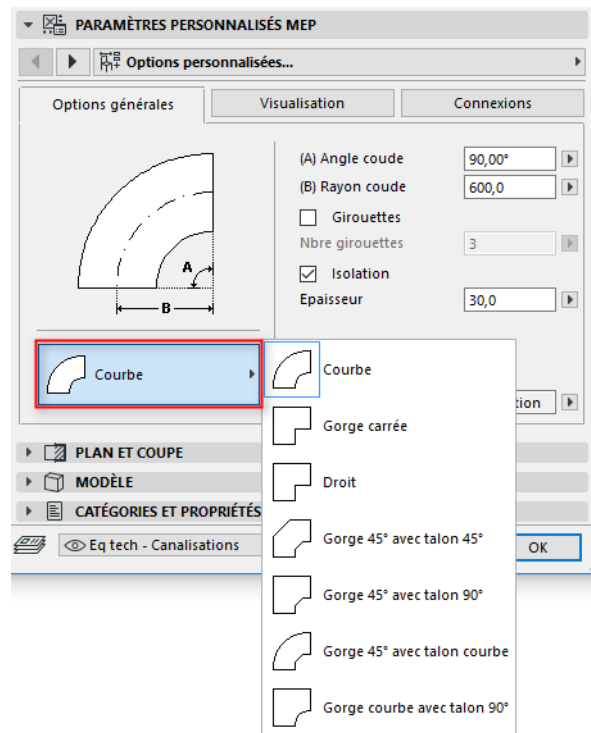 PARAMÈTRES PERSONNALISÉS MEP
Options personnalisées...
Options générales
Visualisation
Connexions
(A) Angle coude
90,00°
(B) Rayon coude
600,0
Girouettes
Nbre girouettes
3
Isolation
Epaisseur
30,0
A
B
Courbe
Courbe
tion
Gorge carrée
Droit
Gorge 45° avec talon 45°
Gorge 45° avec talon 90°
Gorge 45° avec talon courbe
Gorge courbe avec talon 90°
PLAN ET COUPE
MODÈLE
CATÉGORIES ET PROPRIÉTÉS
Eq tech - Canalisations
OK